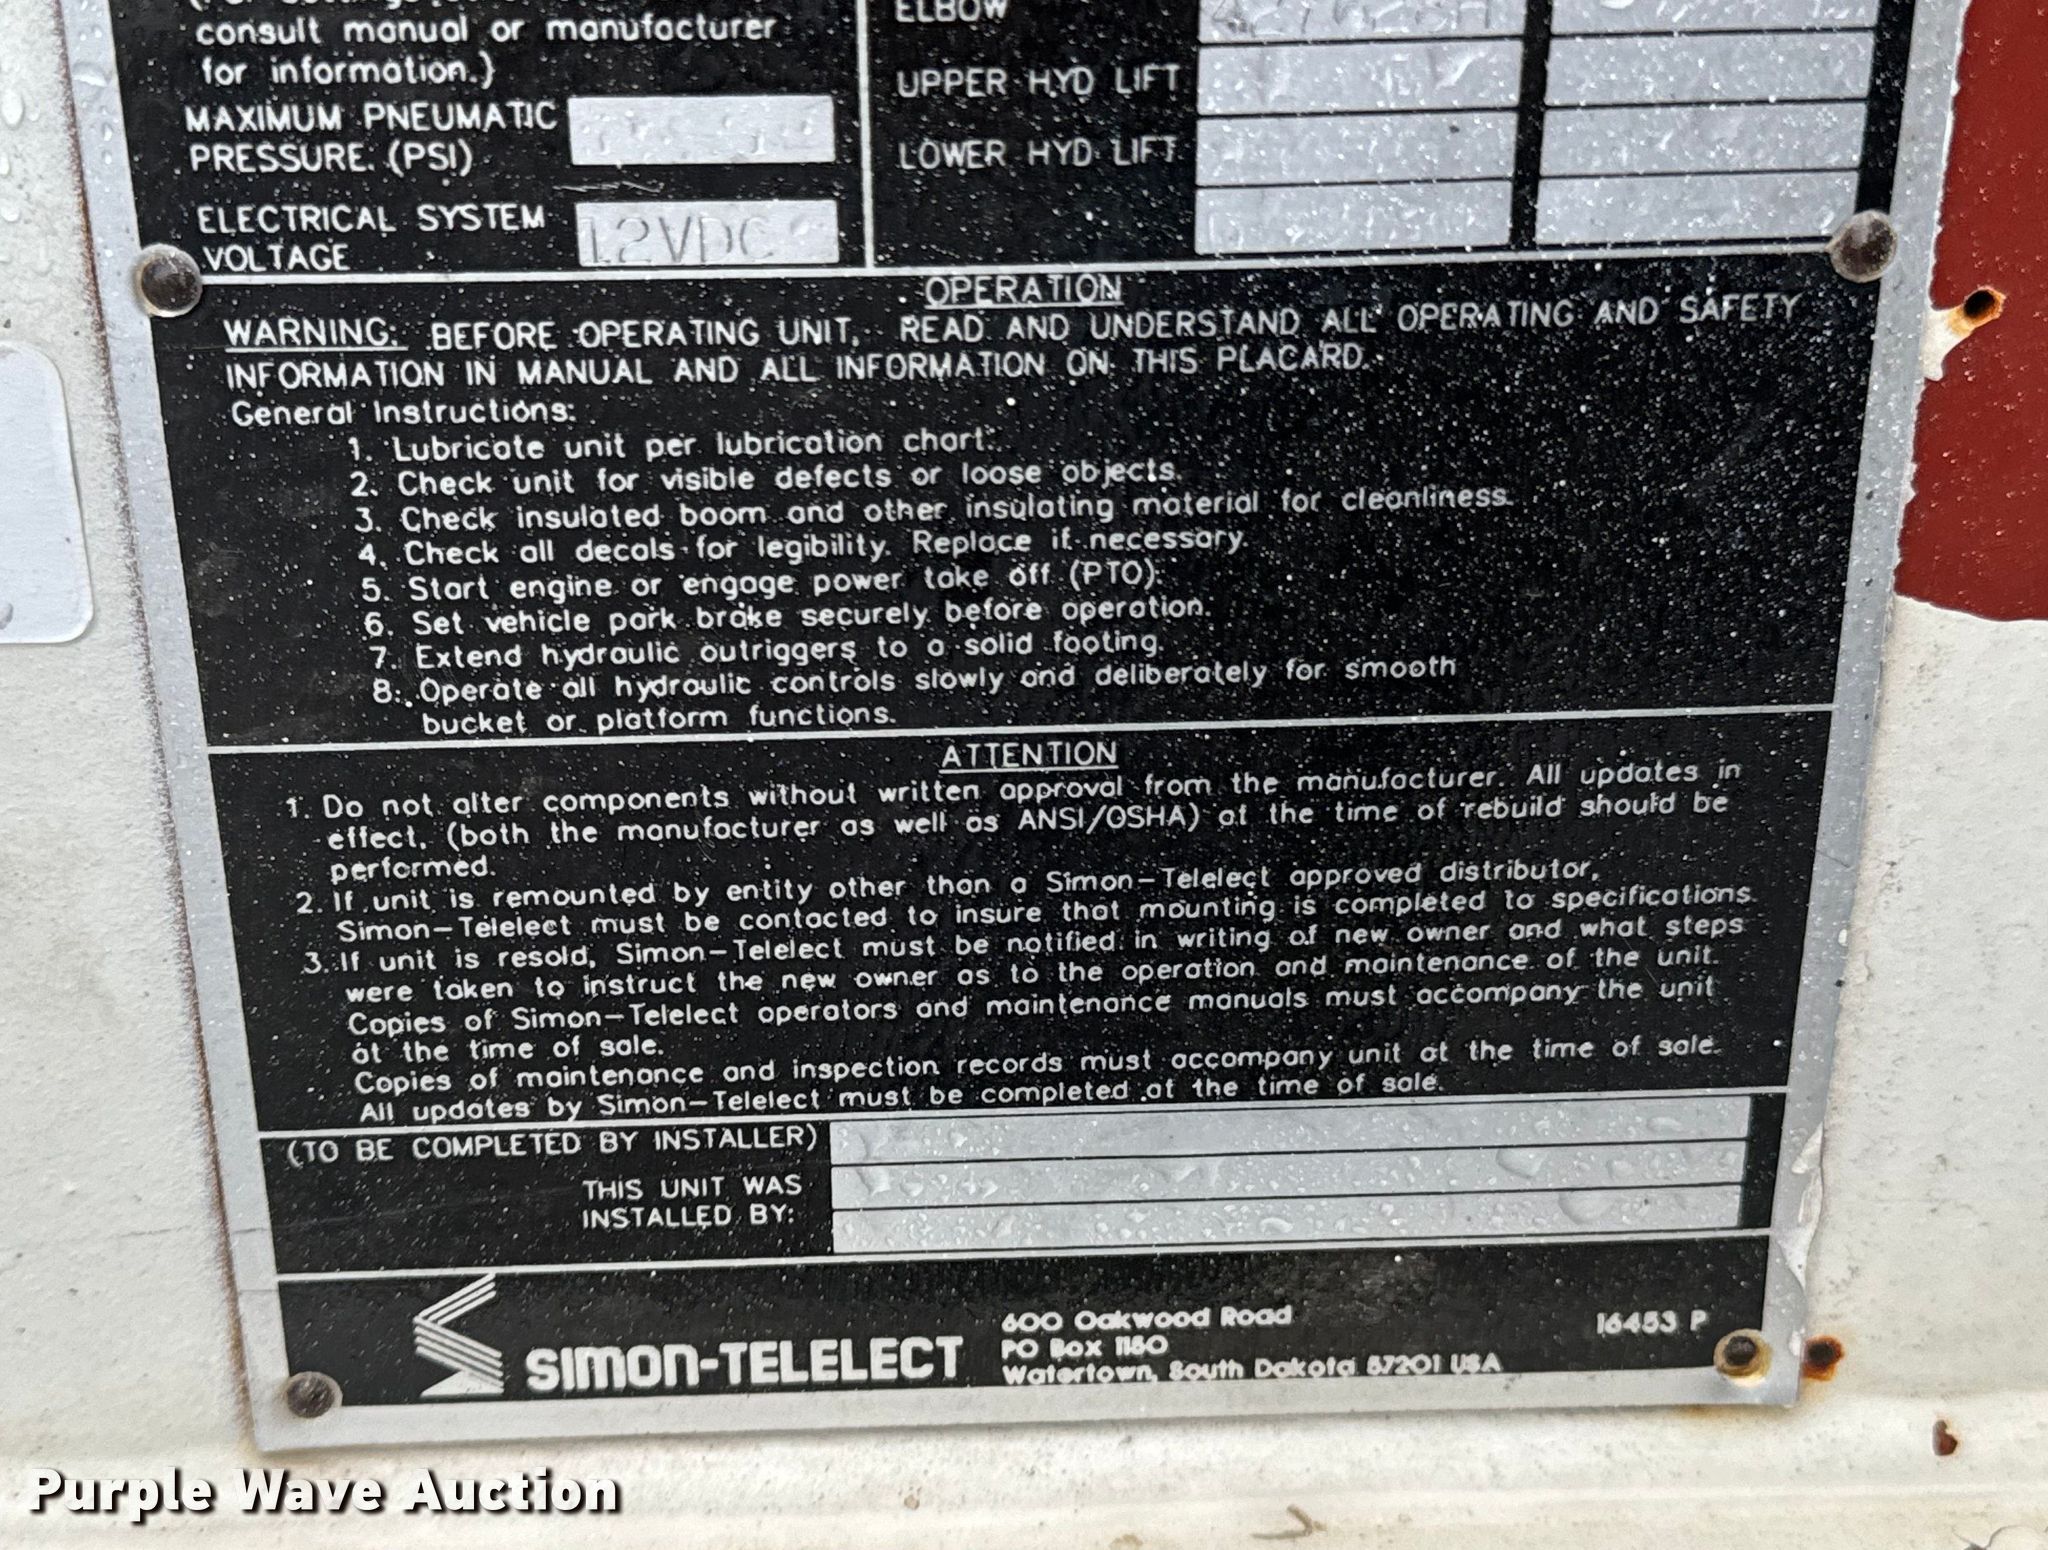 consult manual or manufacturer
for information.)
MAXIMUM PNEUMATIC
PRESSURE (PSI)
ELECTRICAL SYSTEM
VOLTAGE
12VDC
ELBOW
UPPER HYD LIFT
LOWER HYD LIFT
OPERATION
WARNING: BEFORE OPERATING UNIT, READ AND UNDERSTAND ALL OPERATING AND SAFETY
INFORMATION IN MANUAL AND ALL INFORMATION ON THIS PLACARD.
General Instructions:
1. Lubricate unit per lubrication chart.
2. Check unit for visible defects or loose objects.
3. Check insulated boom and other insulating material for cleanliness.
4. Check all decals for legibility. Replace if necessary.
5. Start engine or engage power take off (PTO).
6. Set vehicle park brake securely before operation.
7. Extend hydraulic outriggers to a solid footing.
8. Operate all hydraulic controls slowly and deliberately for smooth
bucket or platform functions.
ATTENTION
1. Do not alter components without written approval from the manufacturer. All updates in
effect, (both the manufacturer as well as ANSI/OSHA) at the time of rebuild should be
performed.
2. If unit is remounted by entity other than a Simon-Telelect approved distributor,
Simon-Telelect must be contacted to insure that mounting is completed to specifications.
3. If unit is resold, Simon-Telelect must be notified in writing of new owner and what steps
were taken to instruct the new owner as to the operation and maintenance of the unit.
Copies of Simon-Telelect operators and maintenance manuals must accompany the unit
at the time of sale.
Copies of maintenance and inspection records must accompany unit at the time of sale.
All updates by Simon-Telelect must be completed at the time of sale.
(TO BE COMPLETED BY INSTALLER)
THIS UNIT WAS
INSTALLED BY:
SIMON-TELELECT
600 Oakwood Road
PO Box 1150
Watertown, South Dakota 57201 USA
16453 P
Purple Wave Auction